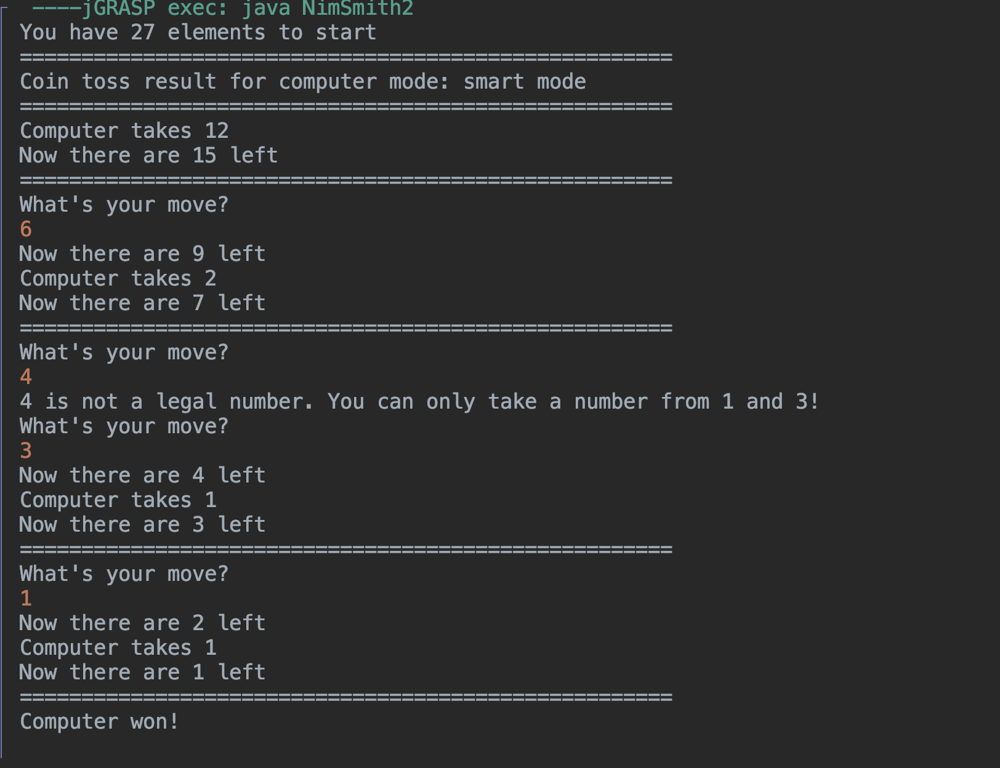 ----jGRASP exec: java NimSmith2
You have 27 elements to start
=====================================================
Coin toss result for computer mode: smart mode
=====================================================
Computer takes 12
Now there are 15 left
=====================================================
What's your move?
6
Now there are 9 left
Computer takes 2
Now there are 7 left
=====================================================
What's your move?
4
4 is not a legal number. You can only take a number from 1 and 3!
What's your move?
3
Now there are 4 left
Computer takes 1
Now there are 3 left
=====================================================
What's your move?
1
Now there are 2 left
Computer takes 1
Now there are 1 left
=====================================================
Computer won!